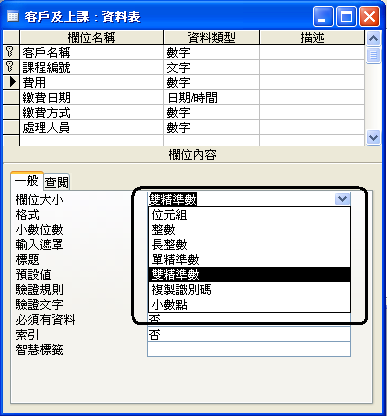 客戶及上課：資料表
欄位名稱 資料類型 描述
客戶名稱 數字
課程編號 文字
費用 數字
繳費日期 日期/時間
繳費方式 數字
處理人員 數字
欄位內容
一般 查閱
欄位大小 雙精準數
格式 位元組
小數位數 整數
輸入遮罩 長整數
標題 單精準數
預設值 雙精準數
驗證規則 複製識別碼
驗證文字 小數點
必須有資料 否
索引 否
智慧標籤